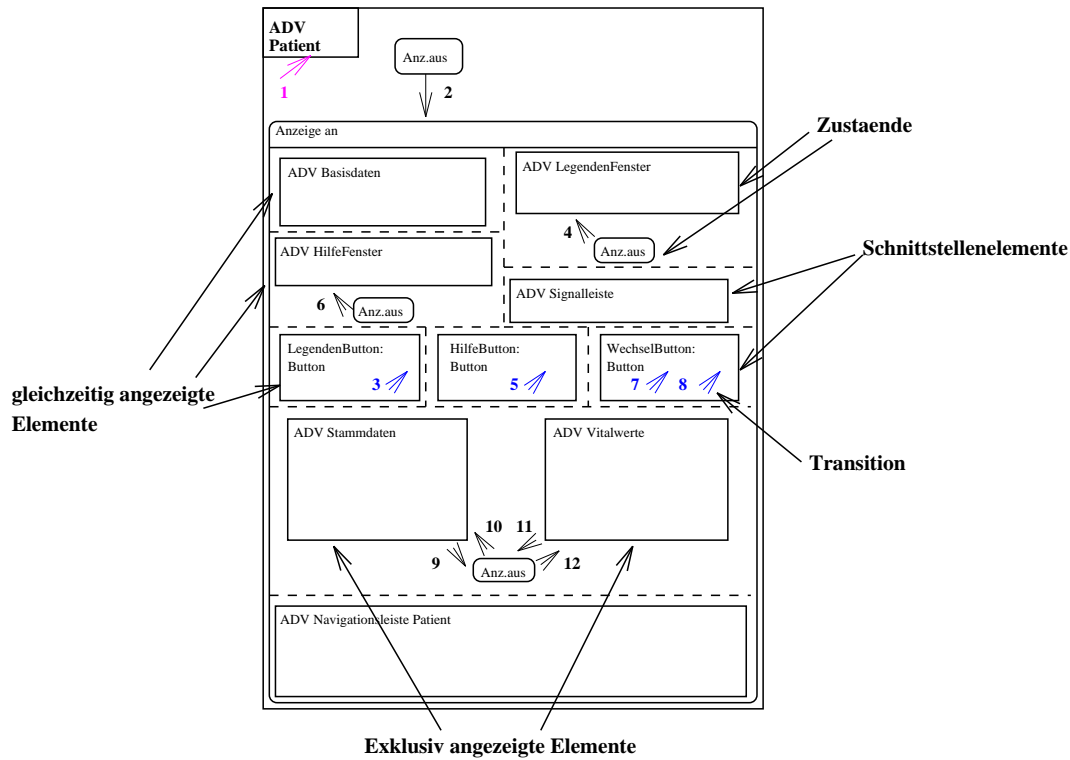 ADV
Patient
Anz.aus
1
2
Anzeige an
Zustaende
ADV Basisdaten
ADV LegendenFenster
4
Anz.aus
ADV HilfeFenster
Schnittstellenelemente
ADV Signalleiste
6
Anz.aus
LegendenButton:
Button
3
HilfeButton:
Button
5
WechselButton:
Button
7 8
gleichzeitig angezeigte
Elemente
ADV Stammdaten
ADV Vitalwerte
Transition
10 11
9
12
Anz.aus
ADV Navigationsleiste Patient
Exklusiv angezeigte Elemente